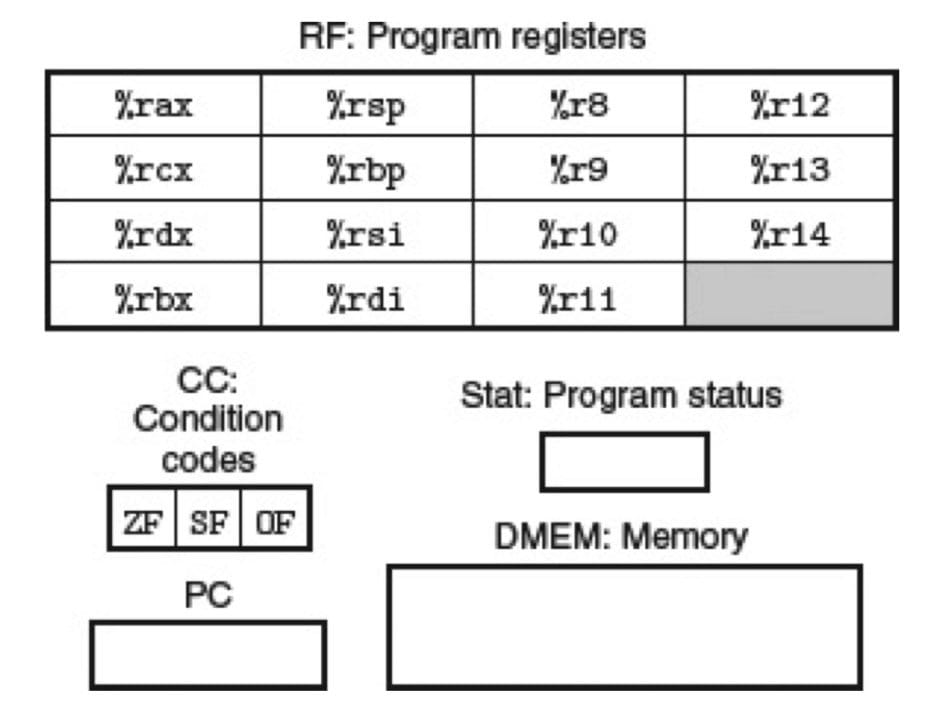 RF: Program registers
%rax %rsp %r8 %r12
%rcx %rbp %r9 %r13
%rdx %rsi %r10 %r14
%rbx %rdi %r11
CC:
Condition
codes
ZF SF OF
Stat: Program status
DMEM: Memory
PC